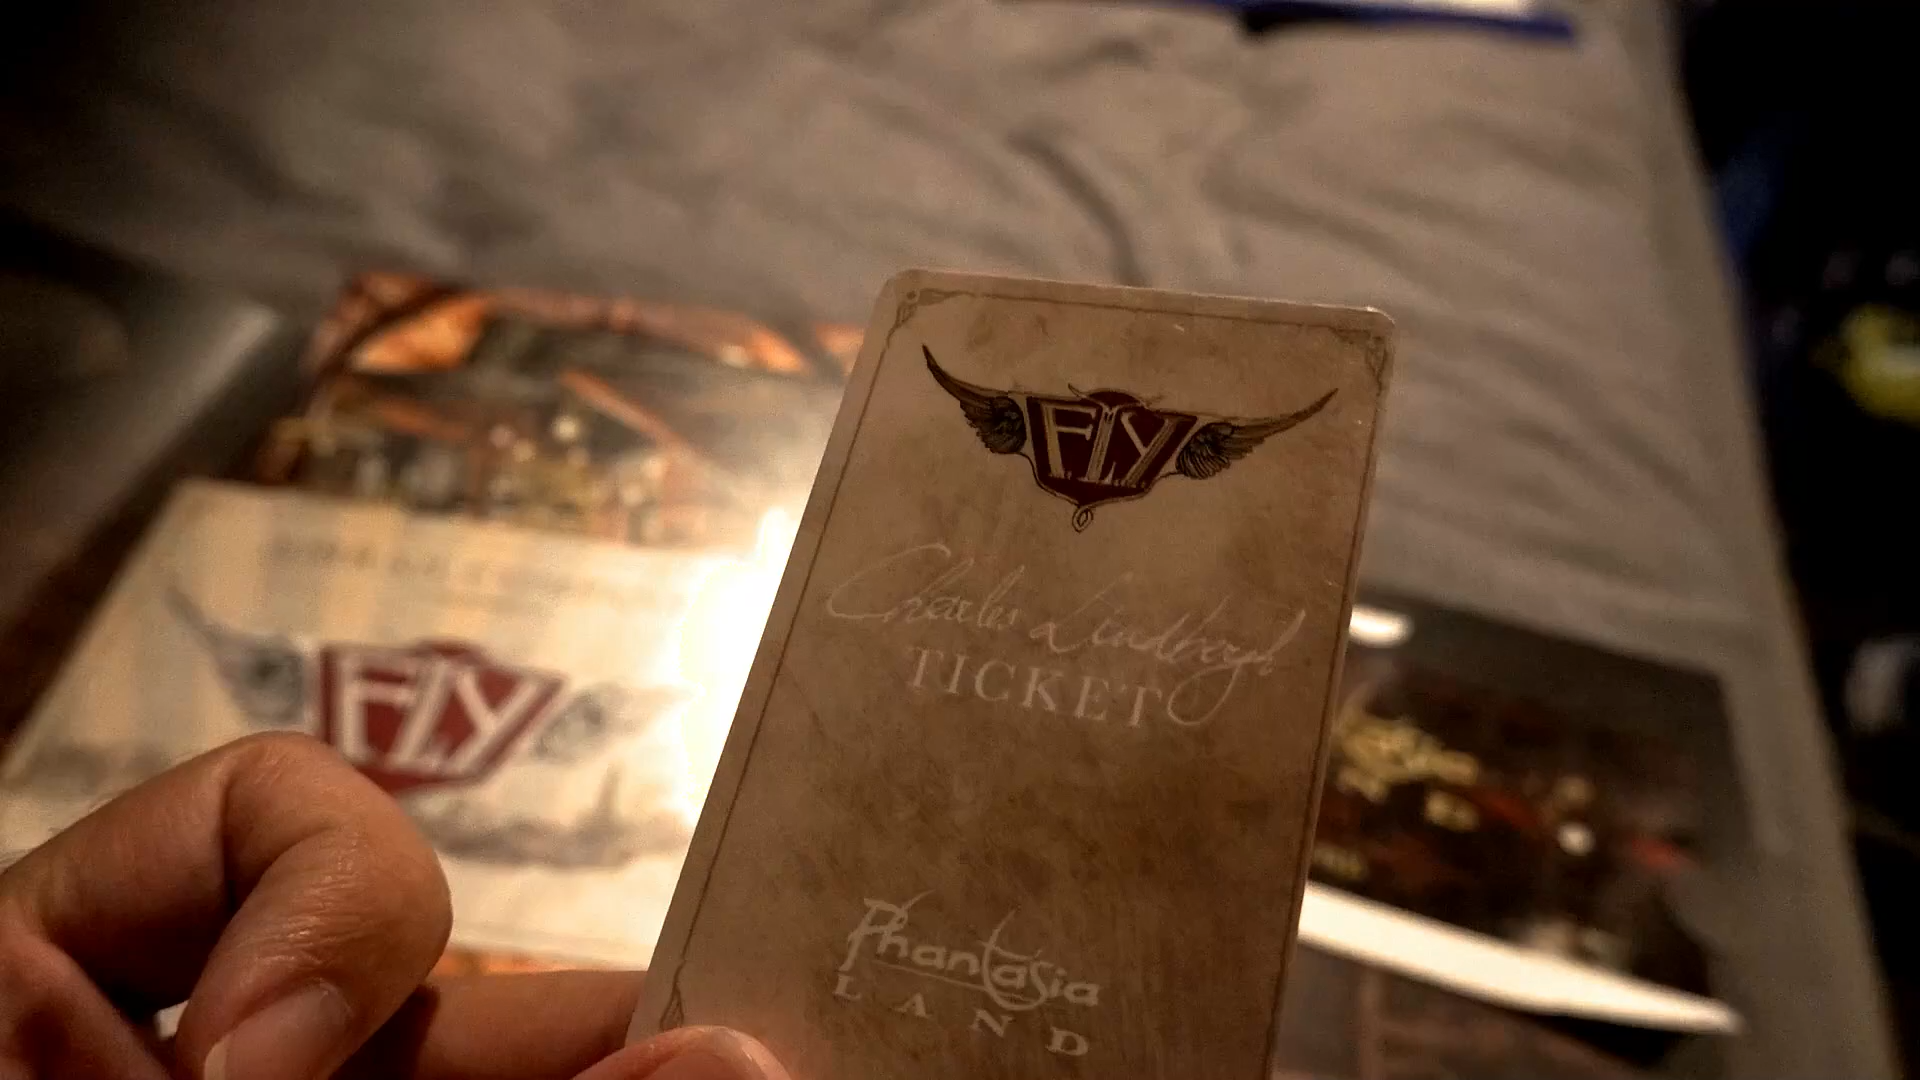 F.L.Y.
Charles Lindbergh
TICKET
Phantasia
LAND
F.L.Y.